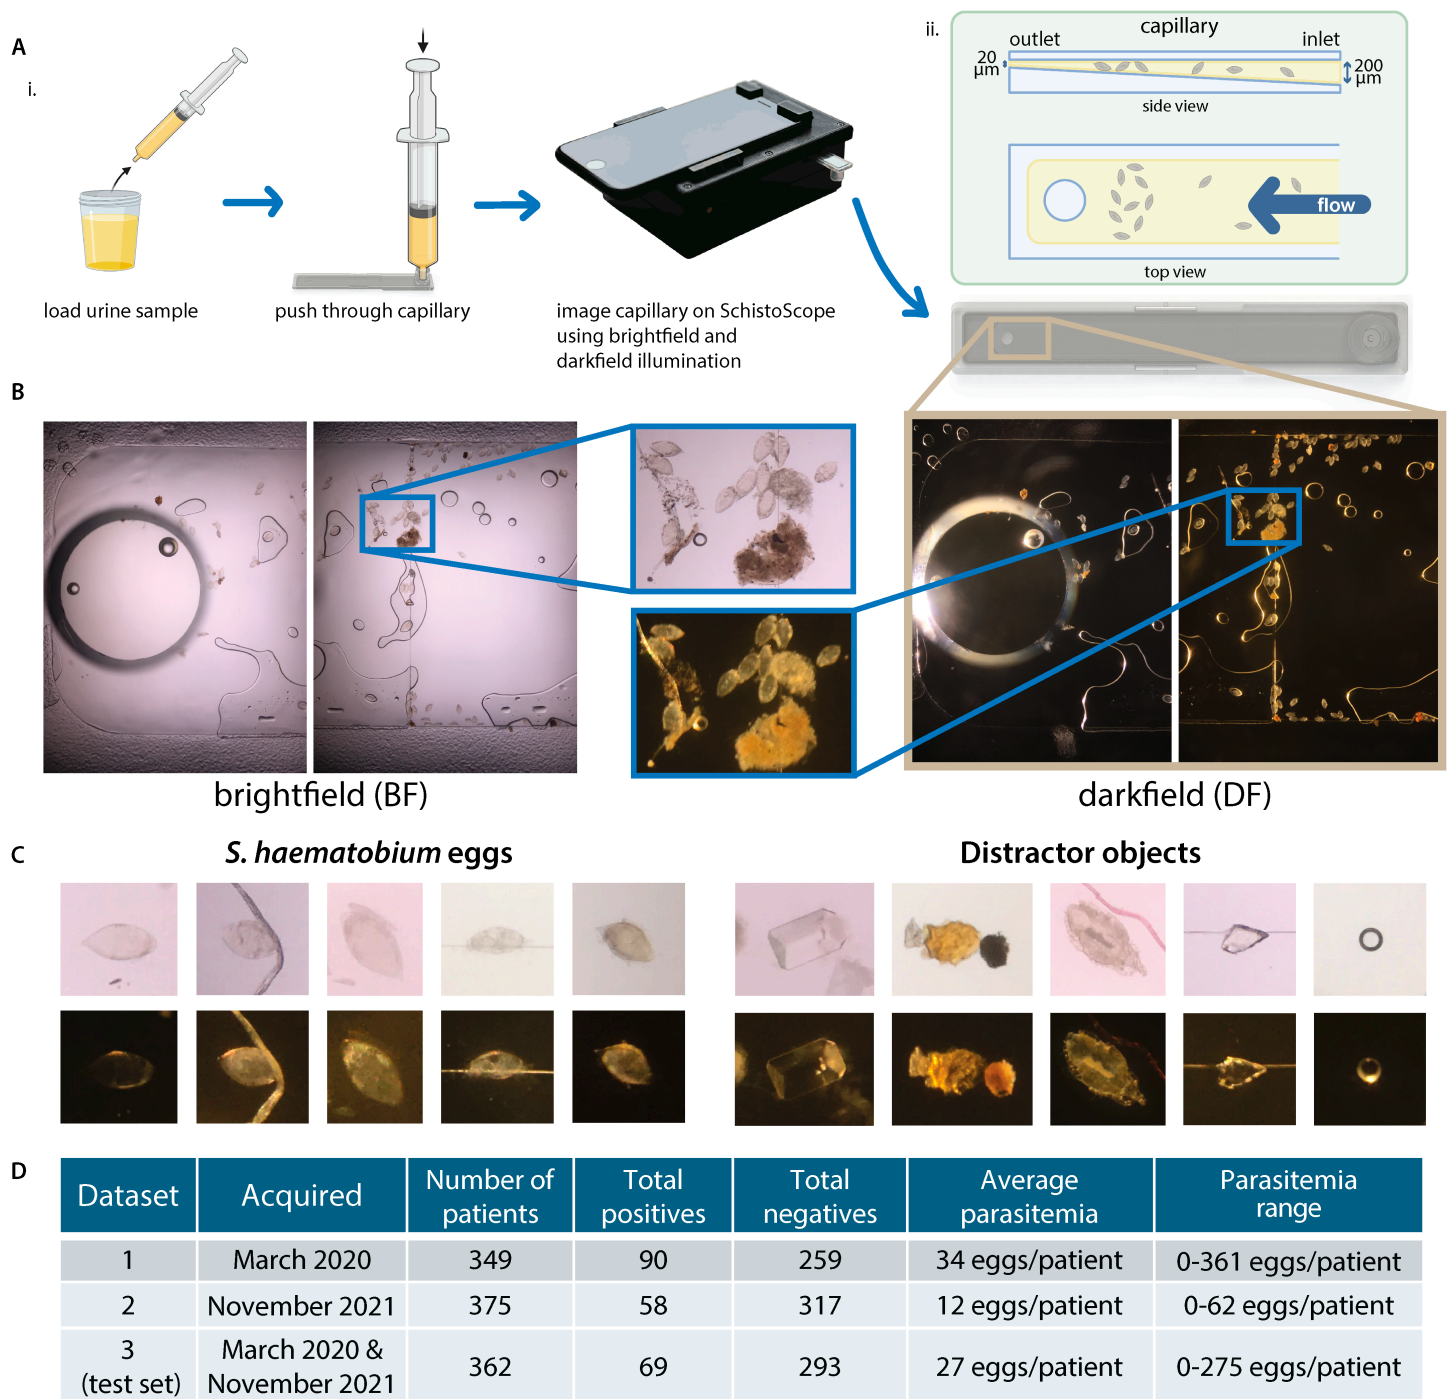 A
i.
load urine sample
push through capillary
image capillary on SchistoScope
using brightfield and
darkfield illumination
ii.
capillary
outlet
inlet
20
µm
200
µm
side view
flow
top view
B
brightfield (BF)
darkfield (DF)
C
S. haematobium eggs
Distractor objects
D
Dataset
Acquired
Number of
patients
Total
positives
Total
negatives
Average
parasitemia
Parasitemia
range
1
March 2020
349
90
259
34 eggs/patient
0-361 eggs/patient
2
November 2021
375
58
317
12 eggs/patient
0-62 eggs/patient
3
(test set)
March 2020 &
November 2021
362
69
293
27 eggs/patient
0-275 eggs/patient